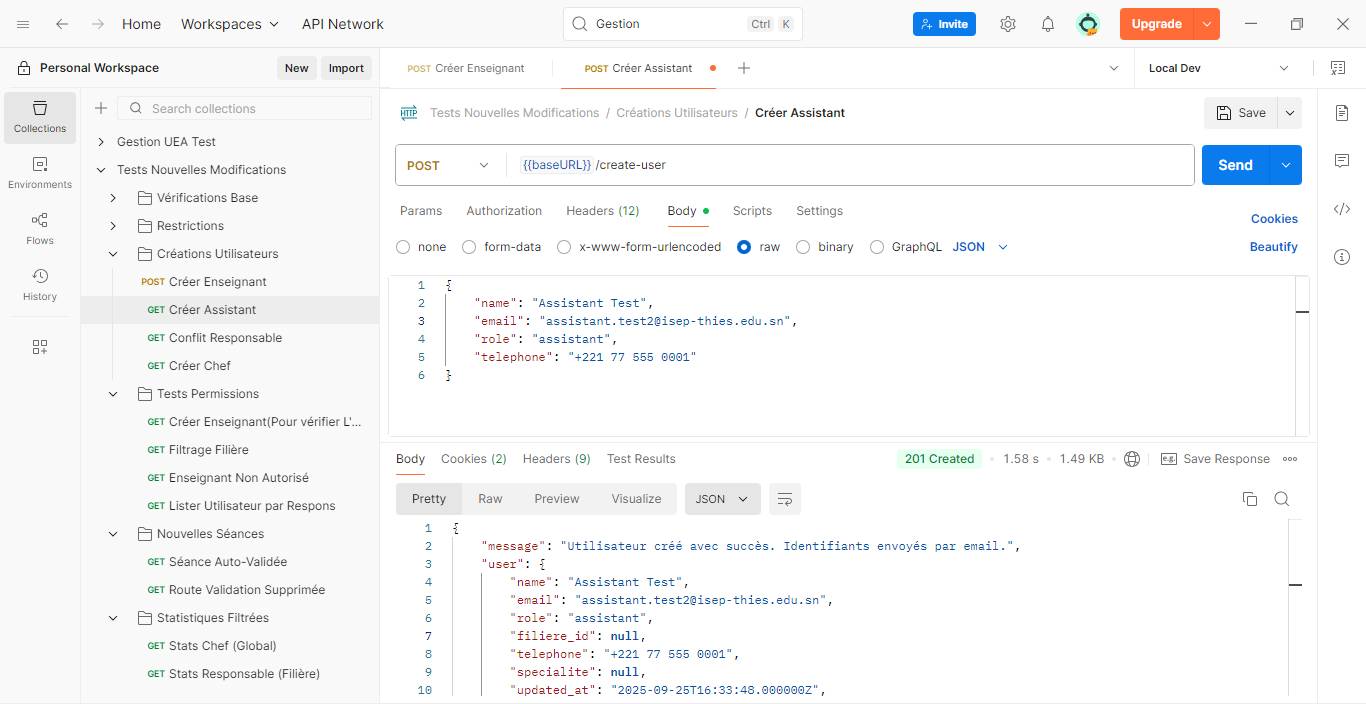 Home Workspaces API Network Gestion Ctrl K Invite Upgrade
Personal Workspace New Import POST Créer Enseignant POST Créer Assistant Local Dev
Collections
Environments
Flows
History
Search collections
Gestion UEA Test
Tests Nouvelles Modifications
Vérifications Base
Restrictions
Créations Utilisateurs
POST Créer Enseignant
GET Créer Assistant
GET Conflit Responsable
GET Créer Chef
Tests Permissions
GET Créer Enseignant(Pour vérifier L'...
GET Filtrage Filière
GET Enseignant Non Autorisé
GET Lister Utilisateur par Respons
Nouvelles Séances
GET Séance Auto-Validée
GET Route Validation Supprimée
Statistiques Filtrées
GET Stats Chef (Global)
GET Stats Responsable (Filière)
HTTP Tests Nouvelles Modifications / Créations Utilisateurs / Créer Assistant Save
POST {{baseURL}} /create-user Send
Params Authorization Headers (12) Body Scripts Settings Cookies
none form-data x-www-form-urlencoded raw binary GraphQL JSON Beautify
1 {
2 "name": "Assistant Test",
3 "email": "assistant.test2@isep-thies.edu.sn",
4 "role": "assistant",
5 "telephone": "+221 77 555 0001"
6 }
Body Cookies (2) Headers (9) Test Results 201 Created 1.58 s 1.49 KB e.g. Save Response
Pretty Raw Preview Visualize JSON
1 {
2 "message": "Utilisateur créé avec succès. Identifiants envoyés par email.",
3 "user": {
4 "name": "Assistant Test",
5 "email": "assistant.test2@isep-thies.edu.sn",
6 "role": "assistant",
7 "filiere_id": null,
8 "telephone": "+221 77 555 0001",
9 "specialite": null,
10 "updated_at": "2025-09-25T16:33:48.000000Z",